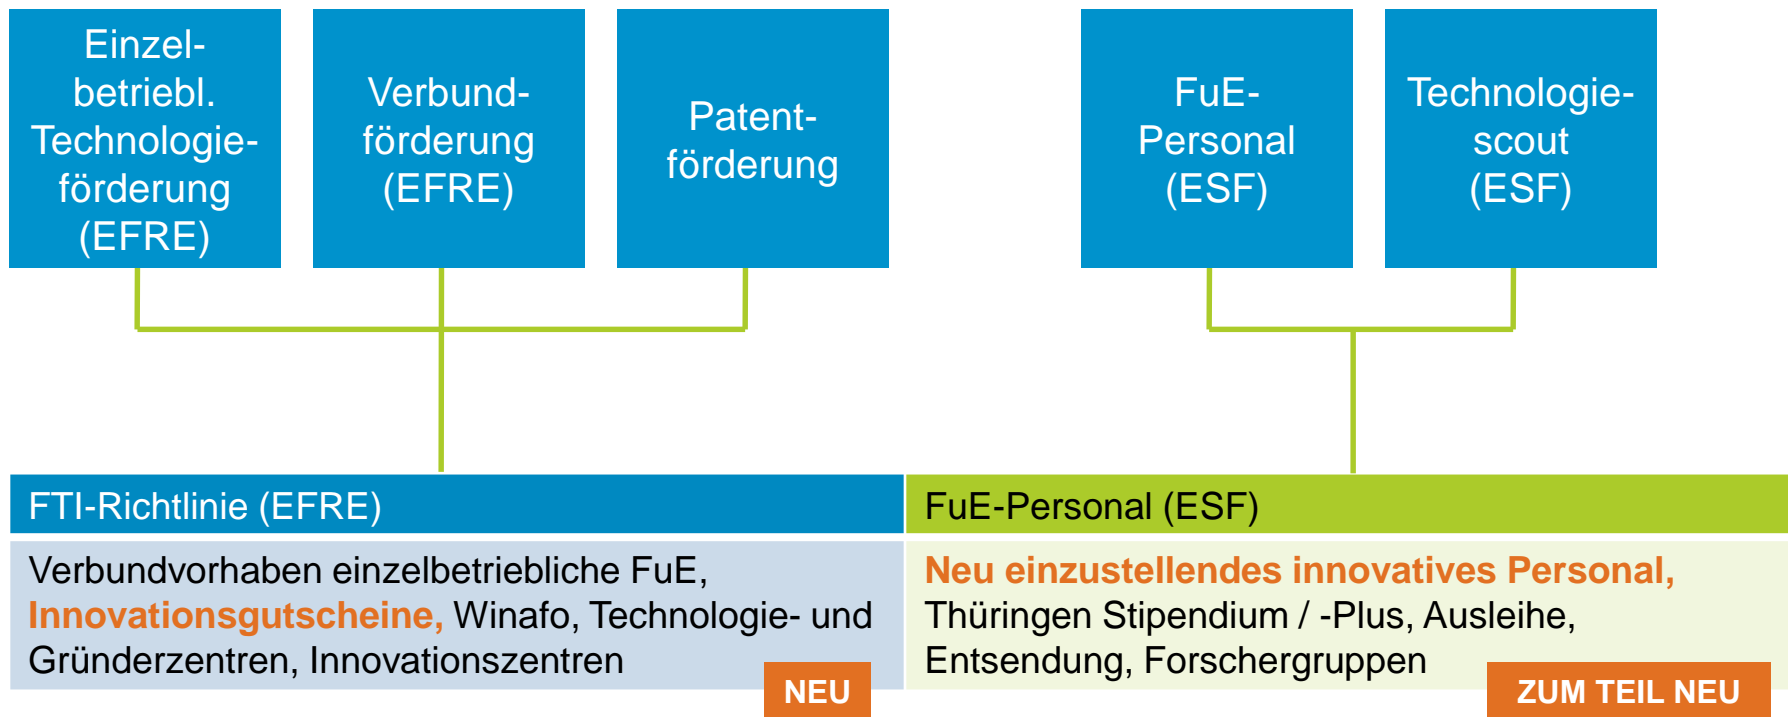 Einzel-
betriebl.
Technologie-
förderung
(EFRE)
Verbund-
förderung
(EFRE)
Patent-
förderung
FuE-
Personal
(ESF)
Technologie-
scout
(ESF)
FTI-Richtlinie (EFRE)
Verbundvorhaben einzelbetriebliche FuE,
Innovationsgutscheine, Winafo, Technologie- und
Gründerzentren, Innovationszentren
NEU
FuE-Personal (ESF)
Neu einzustellendes innovatives Personal,
Thüringen Stipendium / -Plus, Ausleihe,
Entsendung, Forschergruppen
ZUM TEIL NEU